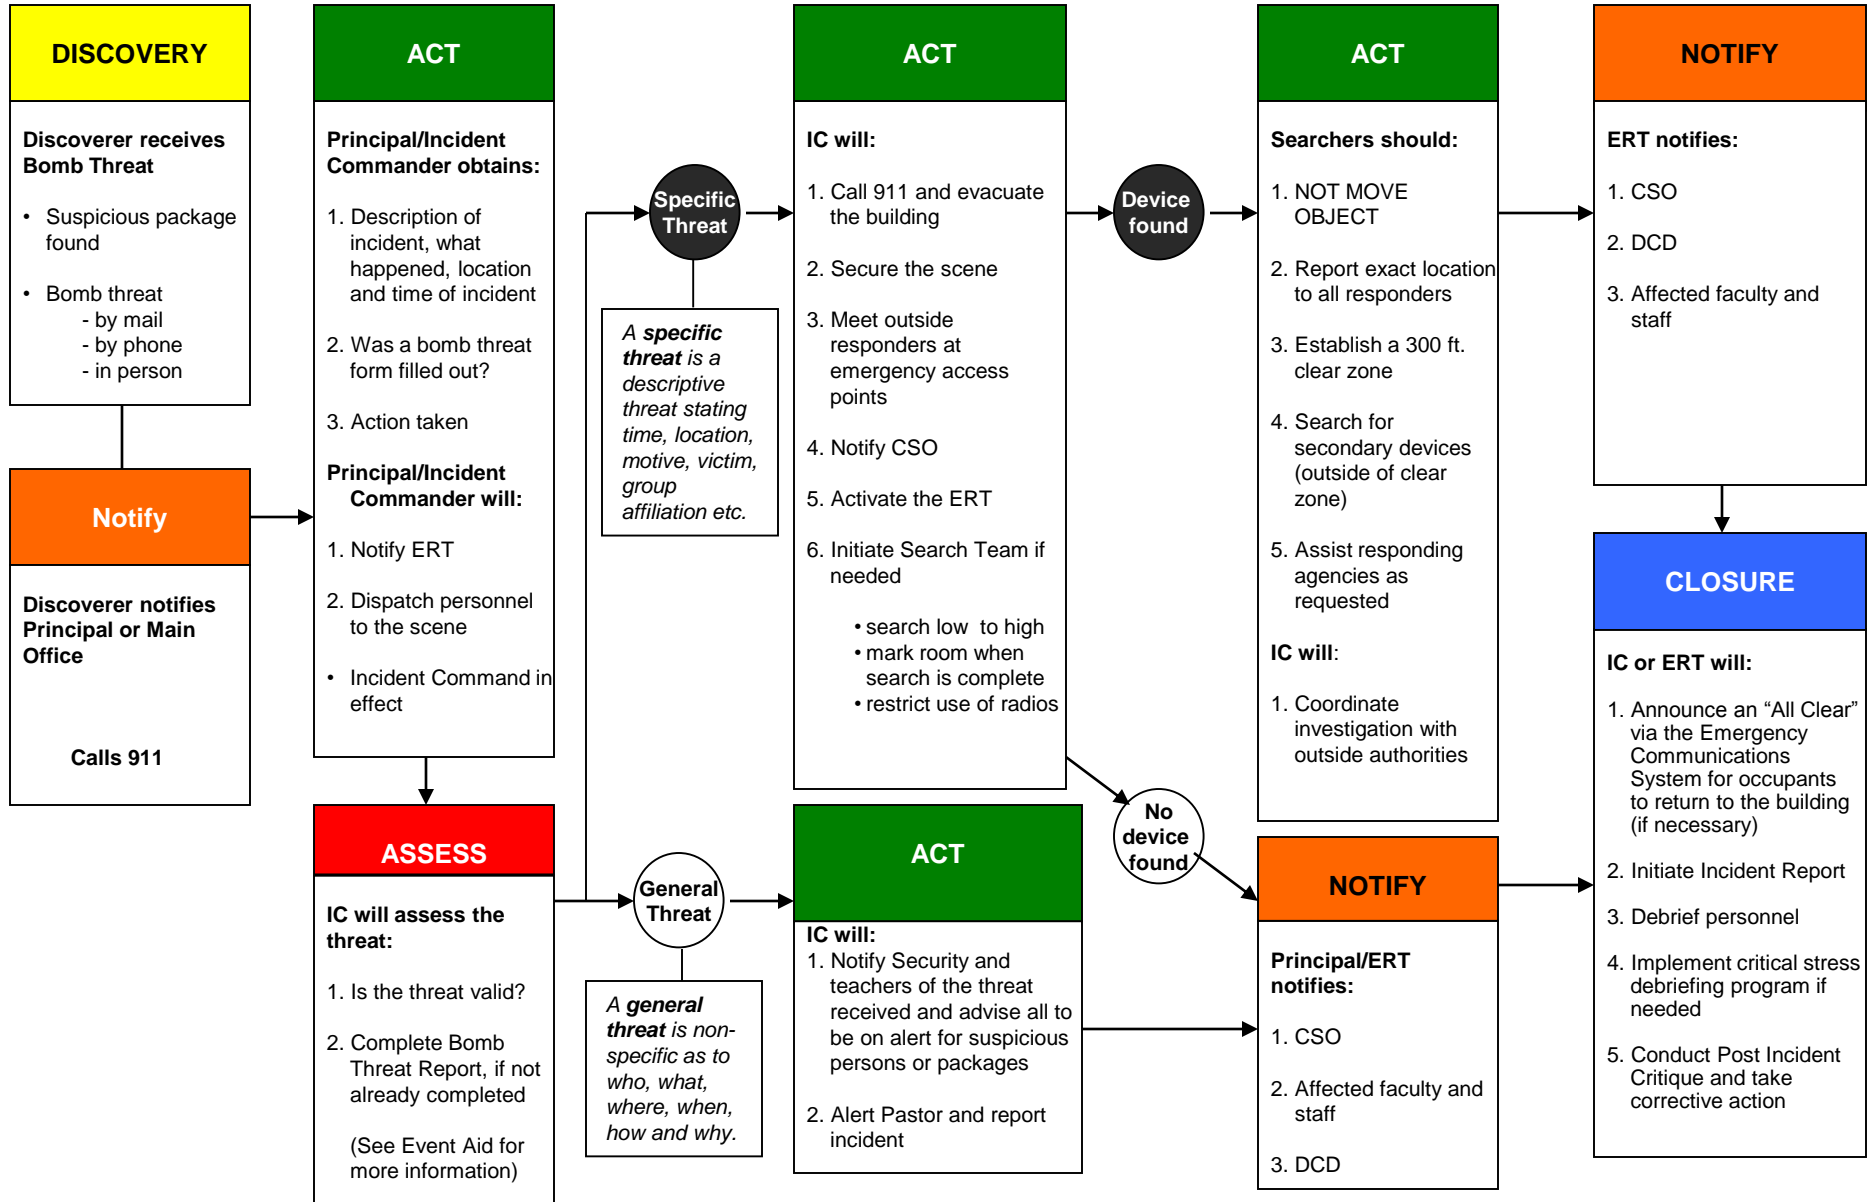 DISCOVERY
Discoverer receives
Bomb Threat
• Suspicious package
found
• Bomb threat
- by mail
- by phone
- in person
Notify
Discoverer notifies
Principal or Main
Office
Calls 911
ACT
Principal/Incident
Commander obtains:
1. Description of
incident, what
happened, location
and time of incident
2. Was a bomb threat
form filled out?
3. Action taken
Principal/Incident
Commander will:
1. Notify ERT
2. Dispatch personnel
to the scene
• Incident Command in
effect
ASSESS
IC will assess the
threat:
1. Is the threat valid?
2. Complete Bomb
Threat Report, if not
already completed
(See Event Aid for
more information)
Specific
Threat
A specific
threat is a
descriptive
threat stating
time, location,
motive, victim,
group
affiliation etc.
General
Threat
A general
threat is non-
specific as to
who, what,
where, when,
how and why.
ACT
IC will:
1. Call 911 and evacuate
the building
2. Secure the scene
3. Meet outside
responders at
emergency access
points
4. Notify CSO
5. Activate the ERT
6. Initiate Search Team if
needed
• search low to high
• mark room when
search is complete
• restrict use of radios
ACT
IC will:
1. Notify Security and
teachers of the threat
received and advise all to
be on alert for suspicious
persons or packages
2. Alert Pastor and report
incident
Device
found
No
device
found
ACT
Searchers should:
1. NOT MOVE
OBJECT
2. Report exact location
to all responders
3. Establish a 300 ft.
clear zone
4. Search for
secondary devices
(outside of clear
zone)
5. Assist responding
agencies as
requested
IC will:
1. Coordinate
investigation with
outside authorities
NOTIFY
Principal/ERT
notifies:
1. CSO
2. Affected faculty and
staff
3. DCD
NOTIFY
ERT notifies:
1. CSO
2. DCD
3. Affected faculty and
staff
CLOSURE
IC or ERT will:
1. Announce an “All Clear”
via the Emergency
Communications
System for occupants
to return to the building
(if necessary)
2. Initiate Incident Report
3. Debrief personnel
4. Implement critical stress
debriefing program if
needed
5. Conduct Post Incident
Critique and take
corrective action